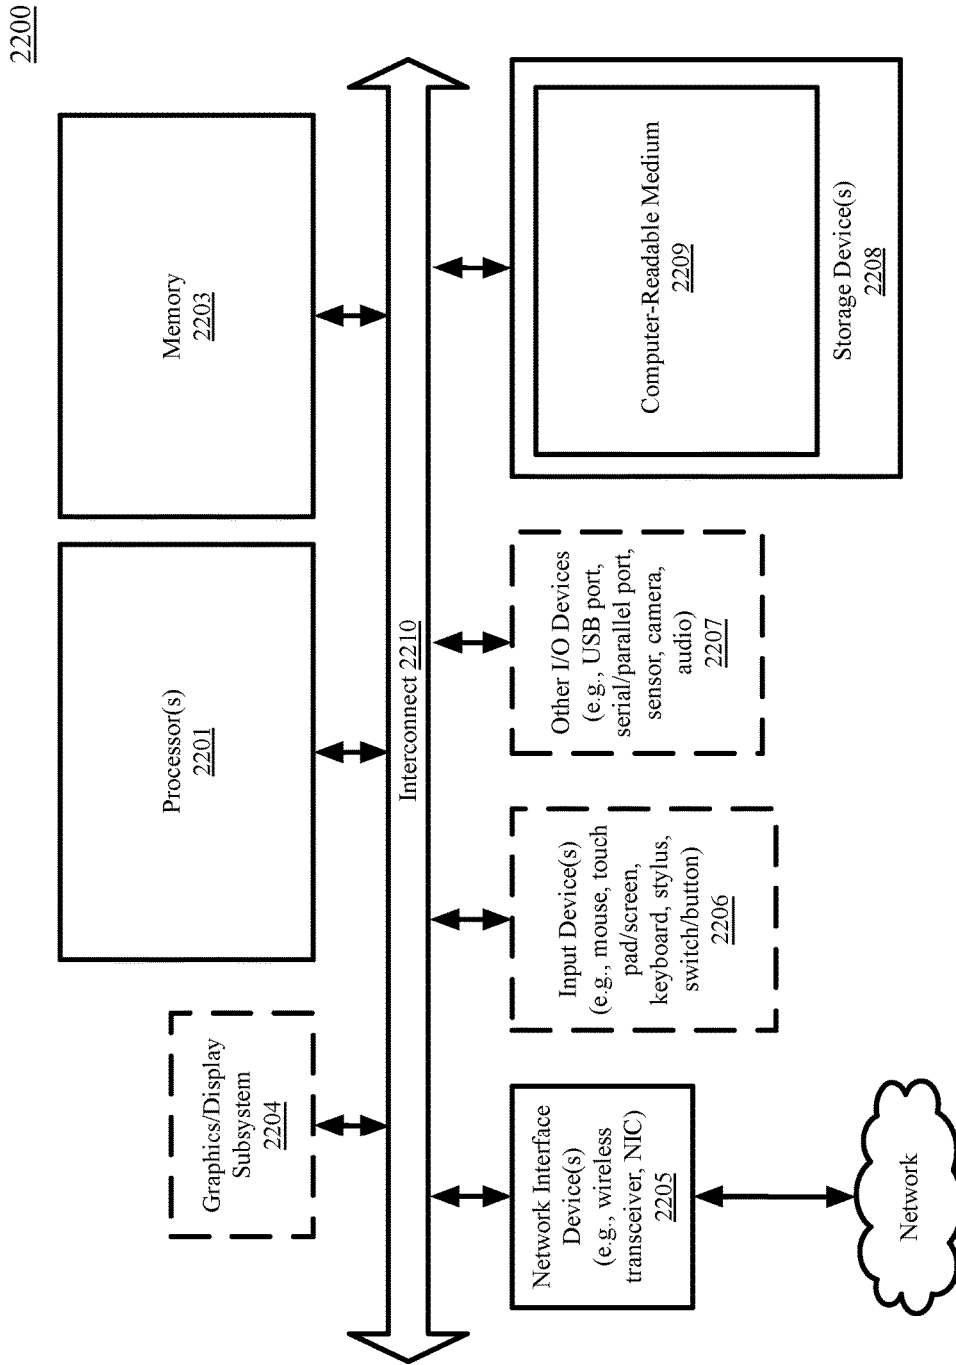 2200
Graphics/Display
Subsystem
2204
Processor(s)
2201
Memory
2203
Interconnect 2210
Network Interface
Device(s)
(e.g., wireless
transceiver, NIC)
2205
Input Device(s)
(e.g., mouse, touch
pad/screen,
keyboard, stylus,
switch/button)
2206
Other I/O Devices
(e.g., USB port,
serial/parallel port,
sensor, camera,
audio)
2207
Computer-Readable Medium
2209
Storage Device(s)
2208
Network